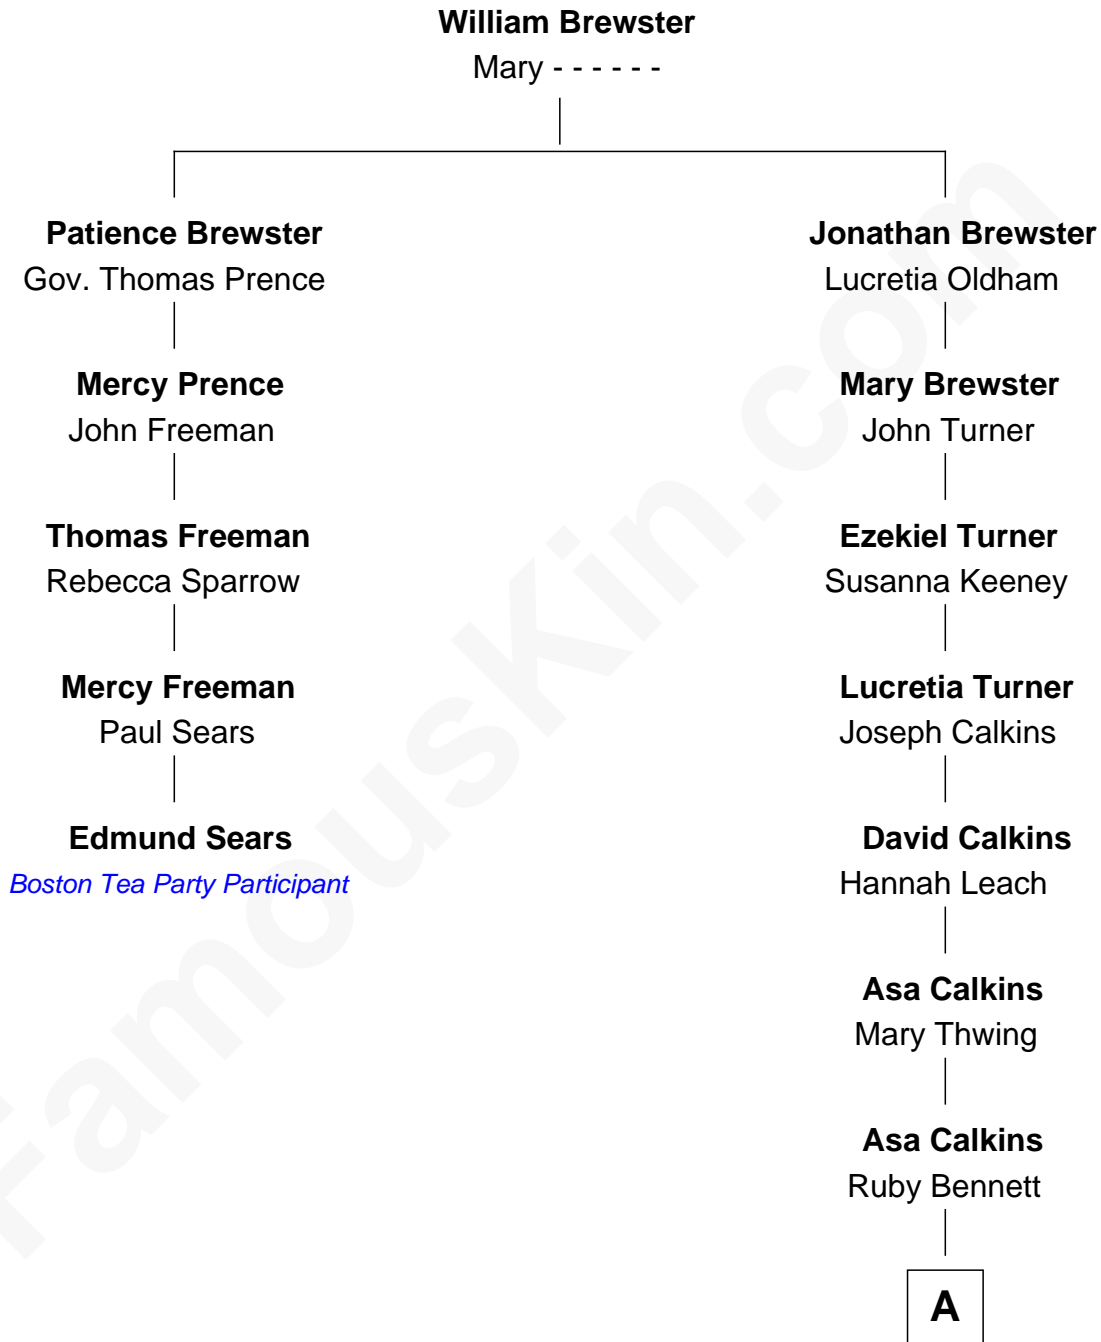 William Brewster
Mary - - - - - -
Patience Brewster
Gov. Thomas Prence
Jonathan Brewster
Lucretia Oldham
Mercy Prence
John Freeman
Mary Brewster
John Turner
Thomas Freeman
Rebecca Sparrow
Ezekiel Turner
Susanna Keeney
Mercy Freeman
Paul Sears
Lucretia Turner
Joseph Calkins
Edmund Sears
Boston Tea Party Participant
David Calkins
Hannah Leach
Asa Calkins
Mary Thwing
Asa Calkins
Ruby Bennett
A
FamousKin.com